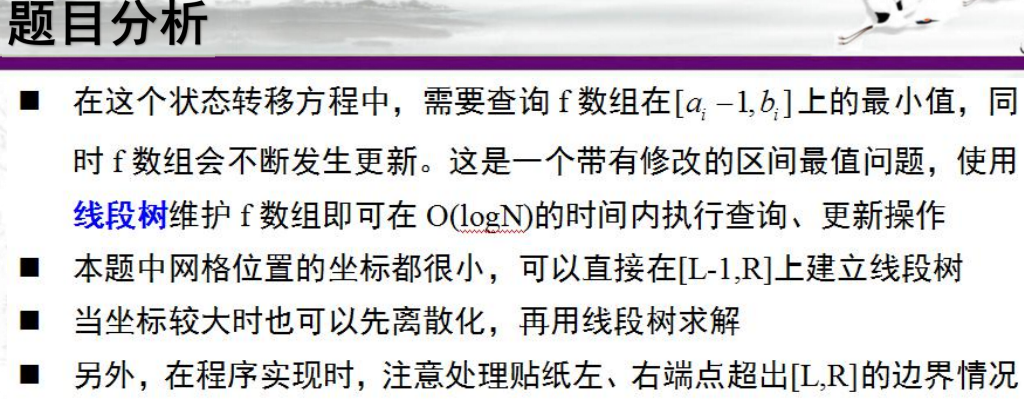 题目分析
■ 在这个状态转移方程中，需要查询 f 数组在[aᵢ −1,bᵢ]上的最小值，同
时 f 数组会不断发生更新。这是一个带有修改的区间最值问题，使用
线段树维护 f 数组即可在 O(logN)的时间内执行查询、更新操作
■ 本题中网格位置的坐标都很小，可以直接在[L-1,R]上建立线段树
■ 当坐标较大时也可以先离散化，再用线段树求解
■ 另外，在程序实现时，注意处理贴纸左、右端点超出[L,R]的边界情况